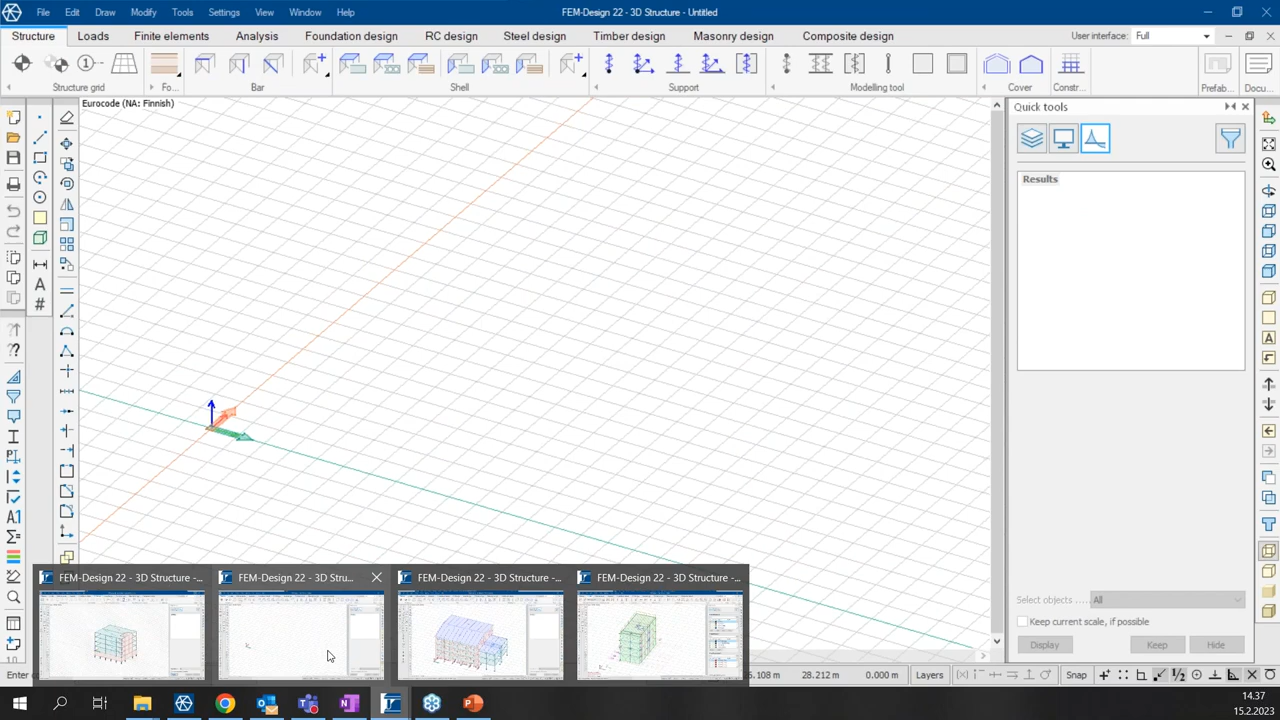 File Edit Draw Modify Tools Settings View Window Help
FEM-Design 22 - 3D Structure - Untitled
Structure Loads Finite elements Analysis Foundation design RC design Steel design Timber design Masonry design Composite design
User interface: Full
Structure grid Fo... Bar Shell Support Modelling tool Cover Constr... Prefab... Docu...
Eurocode (NA: Finnish)
Quick tools
Results
Select objects .... All
Keep current scale, if possible
Display Keep Hide
FEM-Design 22 - 3D Structure -...
FEM-Design 22 - 3D Stru...
FEM-Design 22 - 3D Structure -...
FEM-Design 22 - 3D Structure -...
28.212 m 0.000 m Layers Snap
14.37
15.2.2023